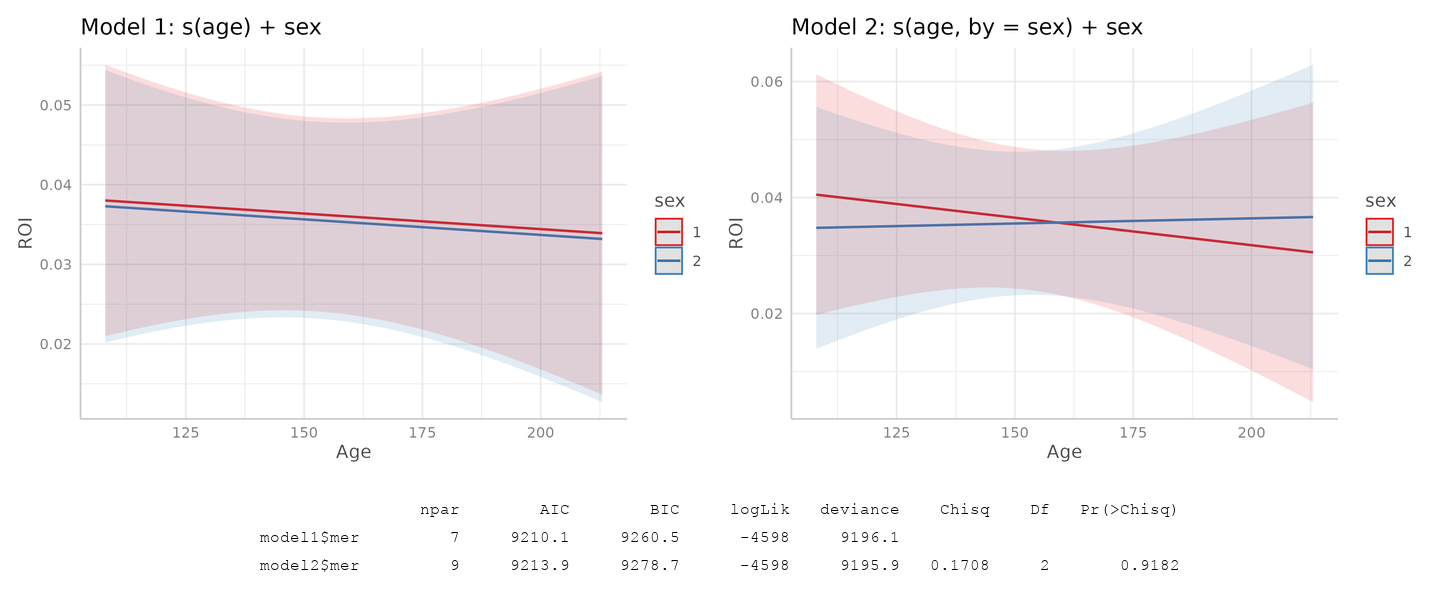 Model 1: s(age) + sex
0.05
0.04
0.03
0.02
ROI
125 150 175 200
Age
sex
1
2
Model 2: s(age, by = sex) + sex
0.06
0.04
0.02
ROI
125 150 175 200
Age
sex
1
2
npar AIC BIC logLik deviance Chisq Df Pr(>Chisq)
model1$mer 7 9210.1 9260.5 -4598 9196.1
model2$mer 9 9213.9 9278.7 -4598 9195.9 0.1708 2 0.9182